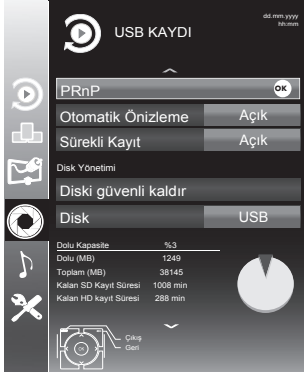 USB KAYDI
dd.mm.yyyy
hh:mm
PRnP OK
Otomatik Önizleme Açık
Sürekli Kayıt Açık
Disk Yönetimi
Diski güvenli kaldır
Disk USB
Dolu Kapasite %3
Dolu (MB) 1249
Toplam (MB) 38145
Kalan SD Kayıt Süresi 1008 min
Kalan HD kayıt Süresi 288 min
Çıkış
OK
Geri